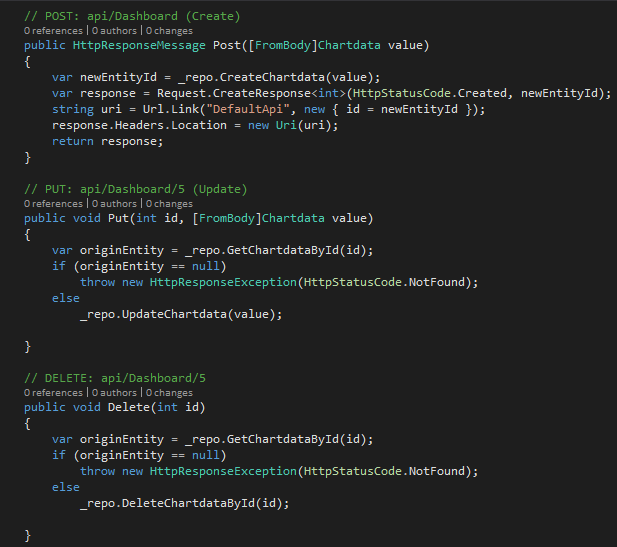 // POST: api/Dashboard (Create)
0 references | 0 authors | 0 changes
public HttpResponseMessage Post([FromBody]Chartdata value)
{
var newEntityId = _repo.CreateChartdata(value);
var response = Request.CreateResponse<int>(HttpStatusCode.Created, newEntityId);
string uri = Url.Link("DefaultApi", new { id = newEntityId });
response.Headers.Location = new Uri(uri);
return response;
}
// PUT: api/Dashboard/5 (Update)
0 references | 0 authors | 0 changes
public void Put(int id, [FromBody]Chartdata value)
{
var originEntity = _repo.GetChartdataById(id);
if (originEntity == null)
throw new HttpResponseException(HttpStatusCode.NotFound);
else
_repo.UpdateChartdata(value);
}
// DELETE: api/Dashboard/5
0 references | 0 authors | 0 changes
public void Delete(int id)
{
var originEntity = _repo.GetChartdataById(id);
if (originEntity == null)
throw new HttpResponseException(HttpStatusCode.NotFound);
else
_repo.DeleteChartdataById(id);
}